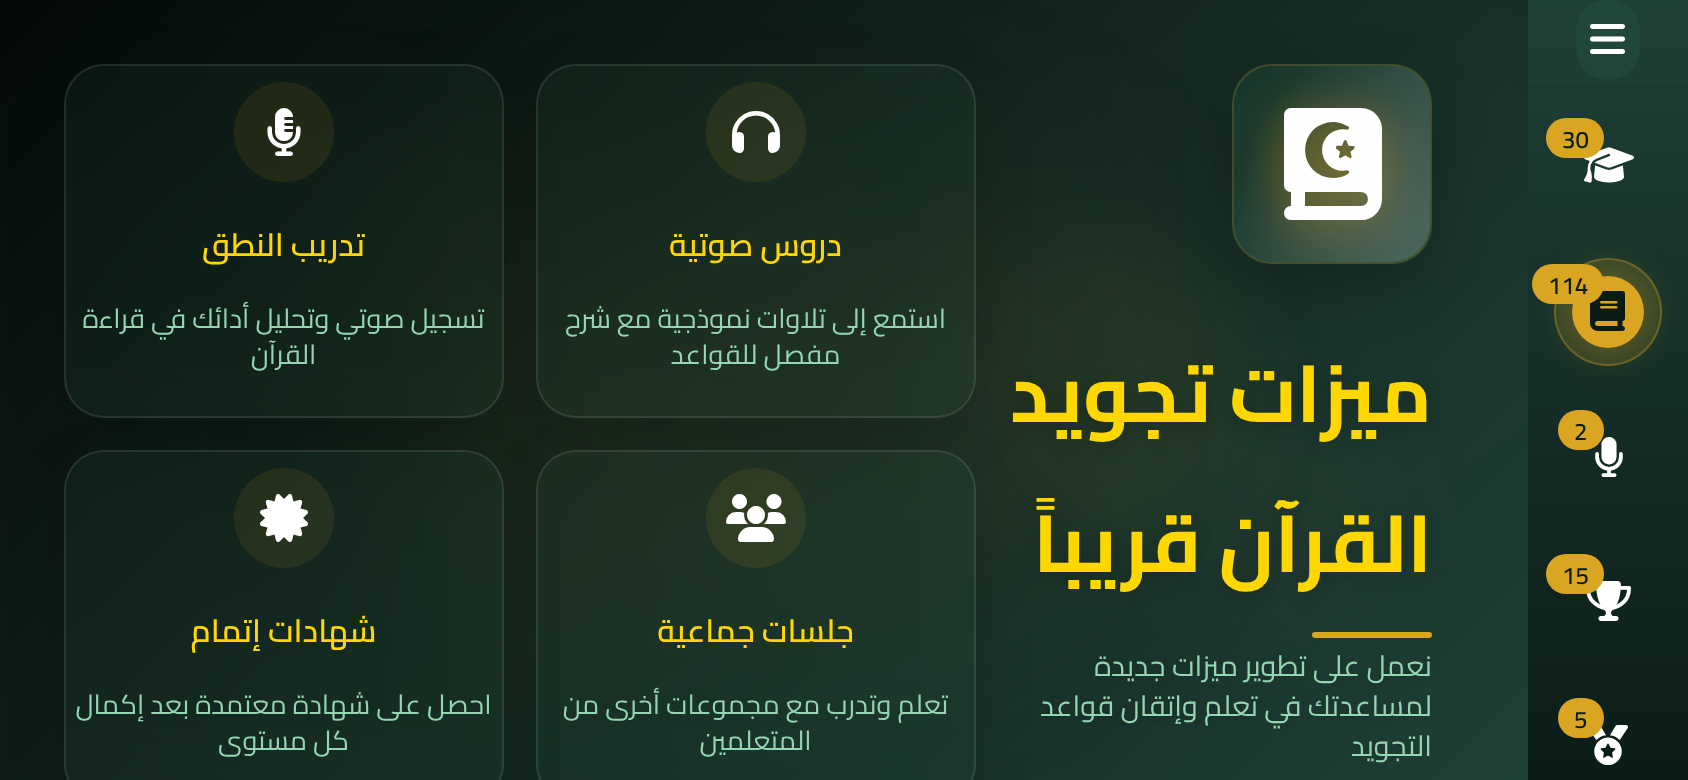 30
114
2
15
5
ميزات تجويد
القرآن قريباً
نعمل على تطوير ميزات جديدة
لمساعدتك في تعلم وإتقان قواعد
التجويد
دروس صوتية
استمع إلى تلاوات نموذجية مع شرح
مفصل للقواعد
تدريب النطق
تسجيل صوتي وتحليل أدائك في قراءة
القرآن
جلسات جماعية
تعلم وتدرب مع مجموعات أخرى من
المتعلمين
شهادات إتمام
احصل على شهادة معتمدة بعد إكمال
كل مستوى